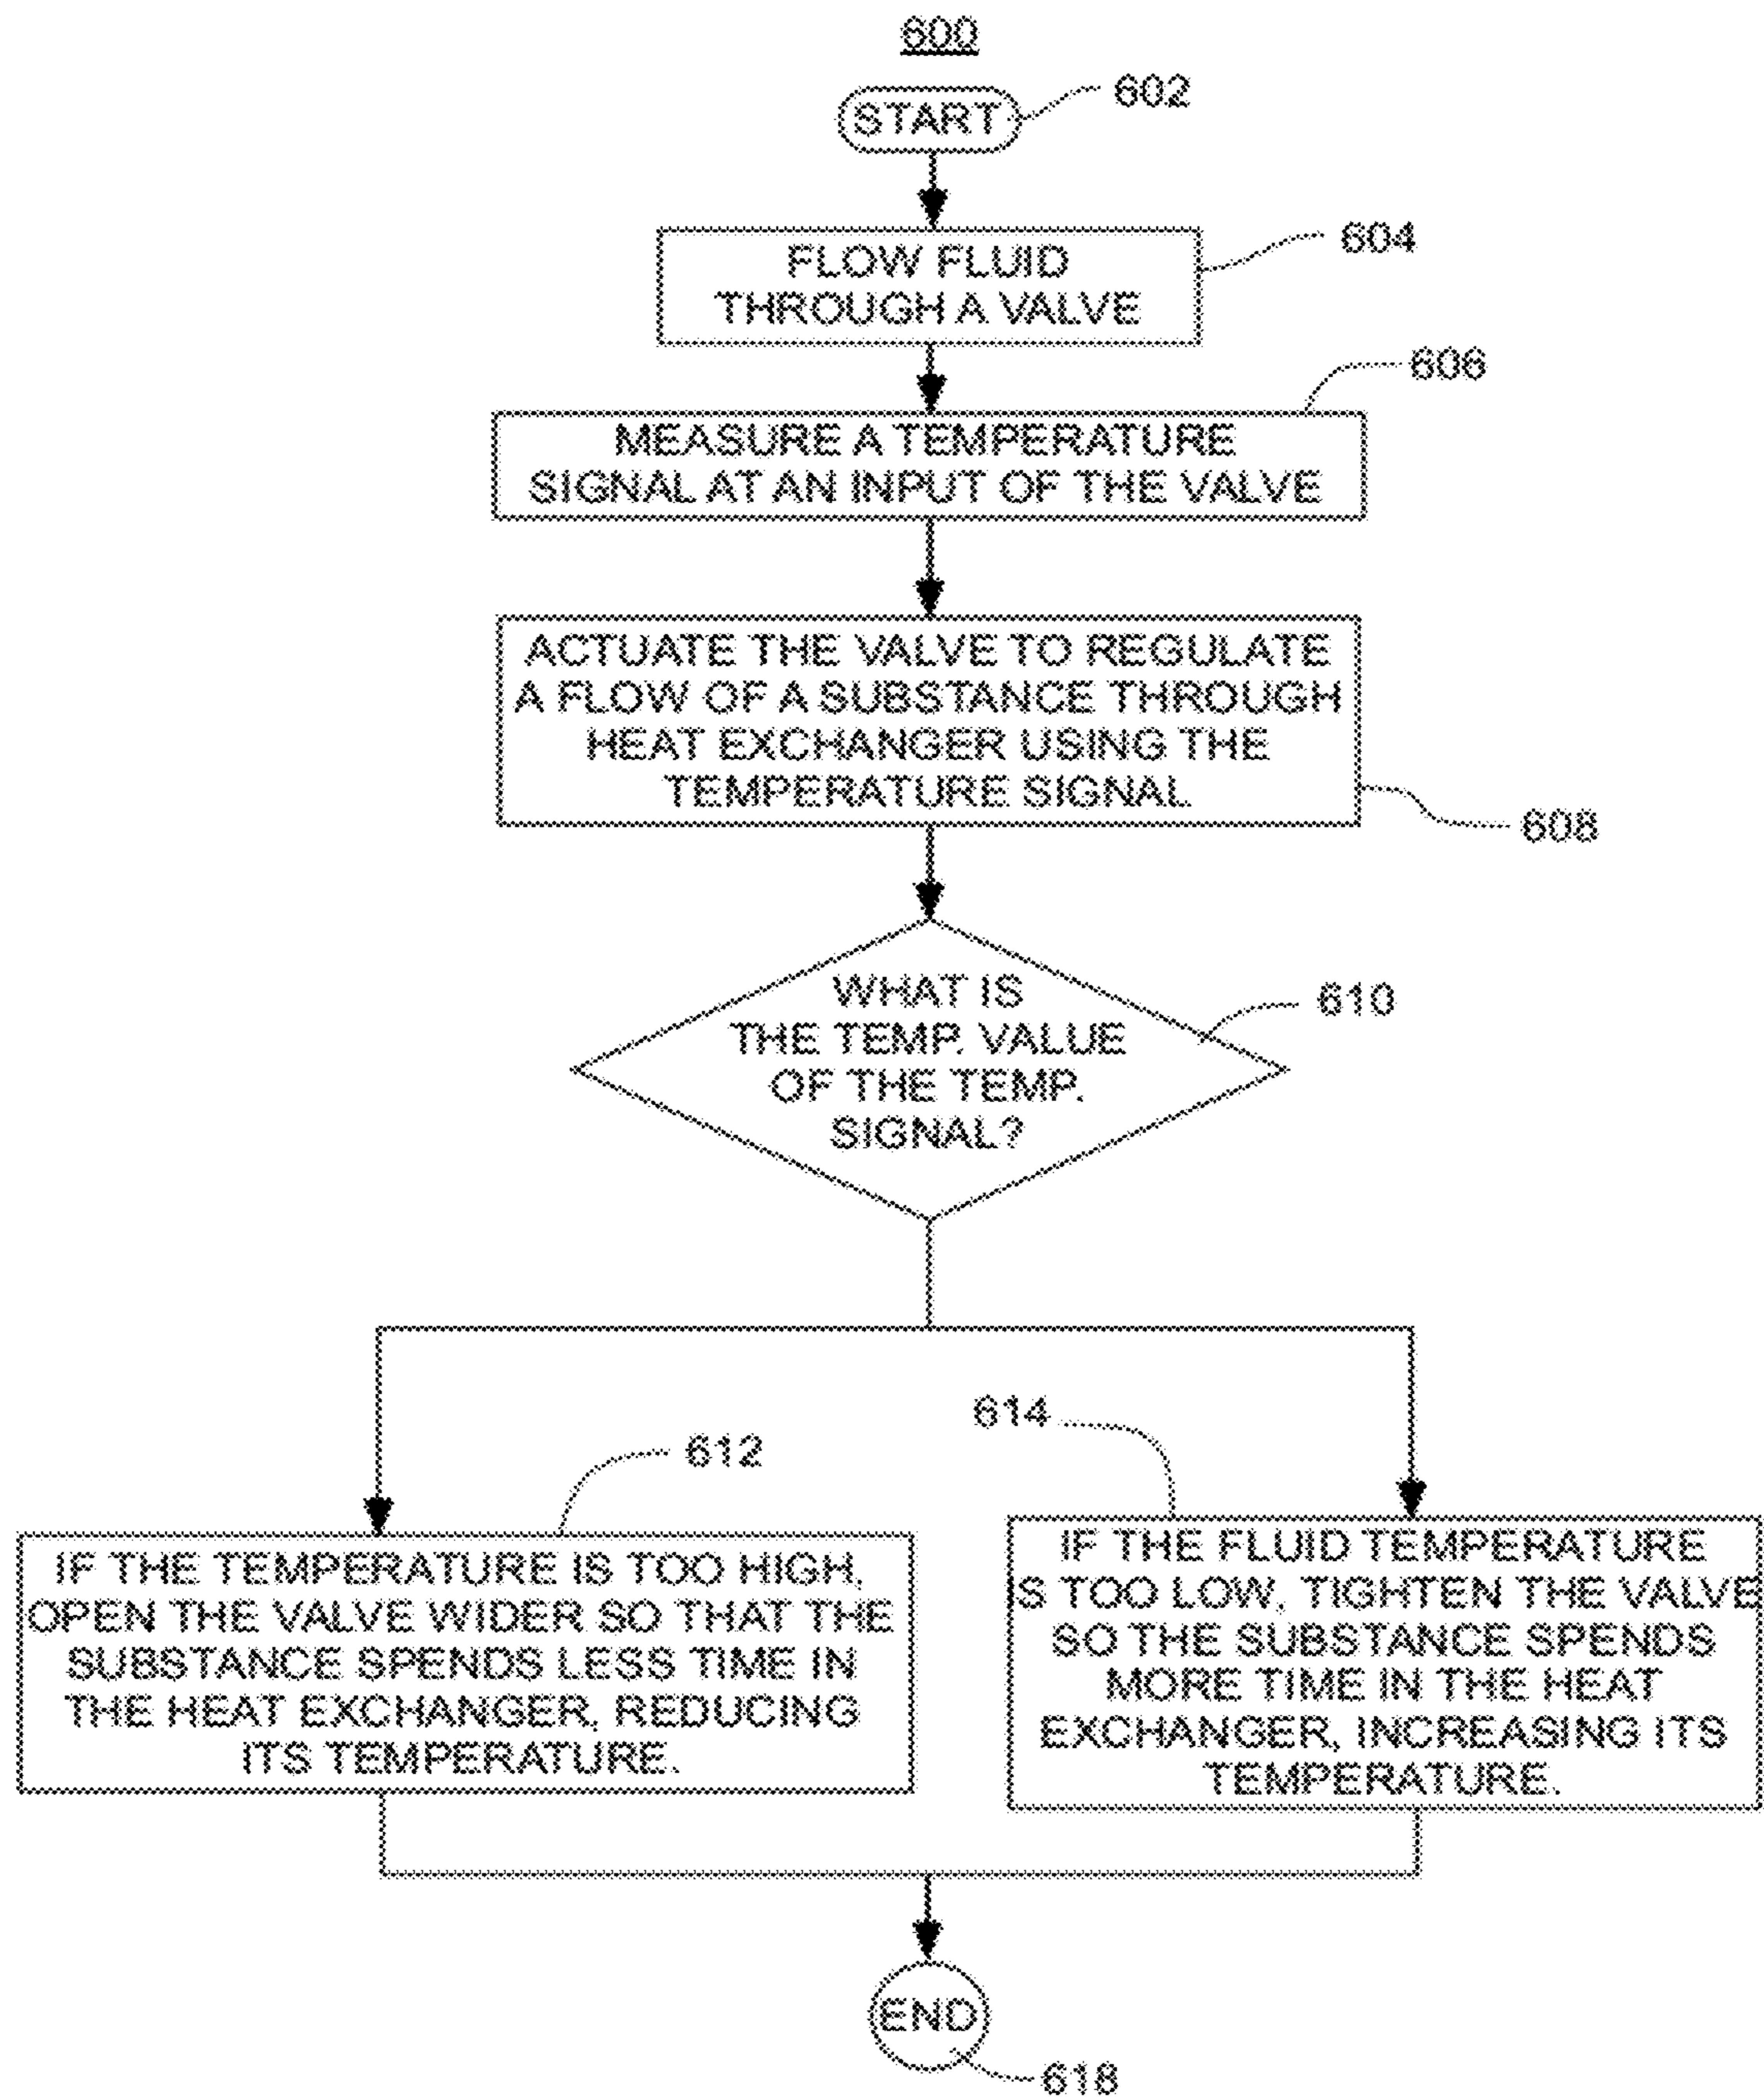 600
START
602
FLOW FLUID
THROUGH A VALVE
604
606
MEASURE A TEMPERATURE
SIGNAL AT AN INPUT OF THE VALVE
ACTUATE THE VALVE TO REGULATE
A FLOW OF A SUBSTANCE THROUGH
HEAT EXCHANGER USING THE
TEMPERATURE SIGNAL
608
WHAT IS
THE TEMP. VALUE
OF THE TEMP.
SIGNAL?
610
612
IF THE TEMPERATURE IS TOO HIGH,
OPEN THE VALVE WIDER SO THAT THE
SUBSTANCE SPENDS LESS TIME IN
THE HEAT EXCHANGER, REDUCING
ITS TEMPERATURE.
614
IF THE FLUID TEMPERATURE
IS TOO LOW, TIGHTEN THE VALVE
SO THE SUBSTANCE SPENDS
MORE TIME IN THE HEAT
EXCHANGER, INCREASING ITS
TEMPERATURE.
END
618